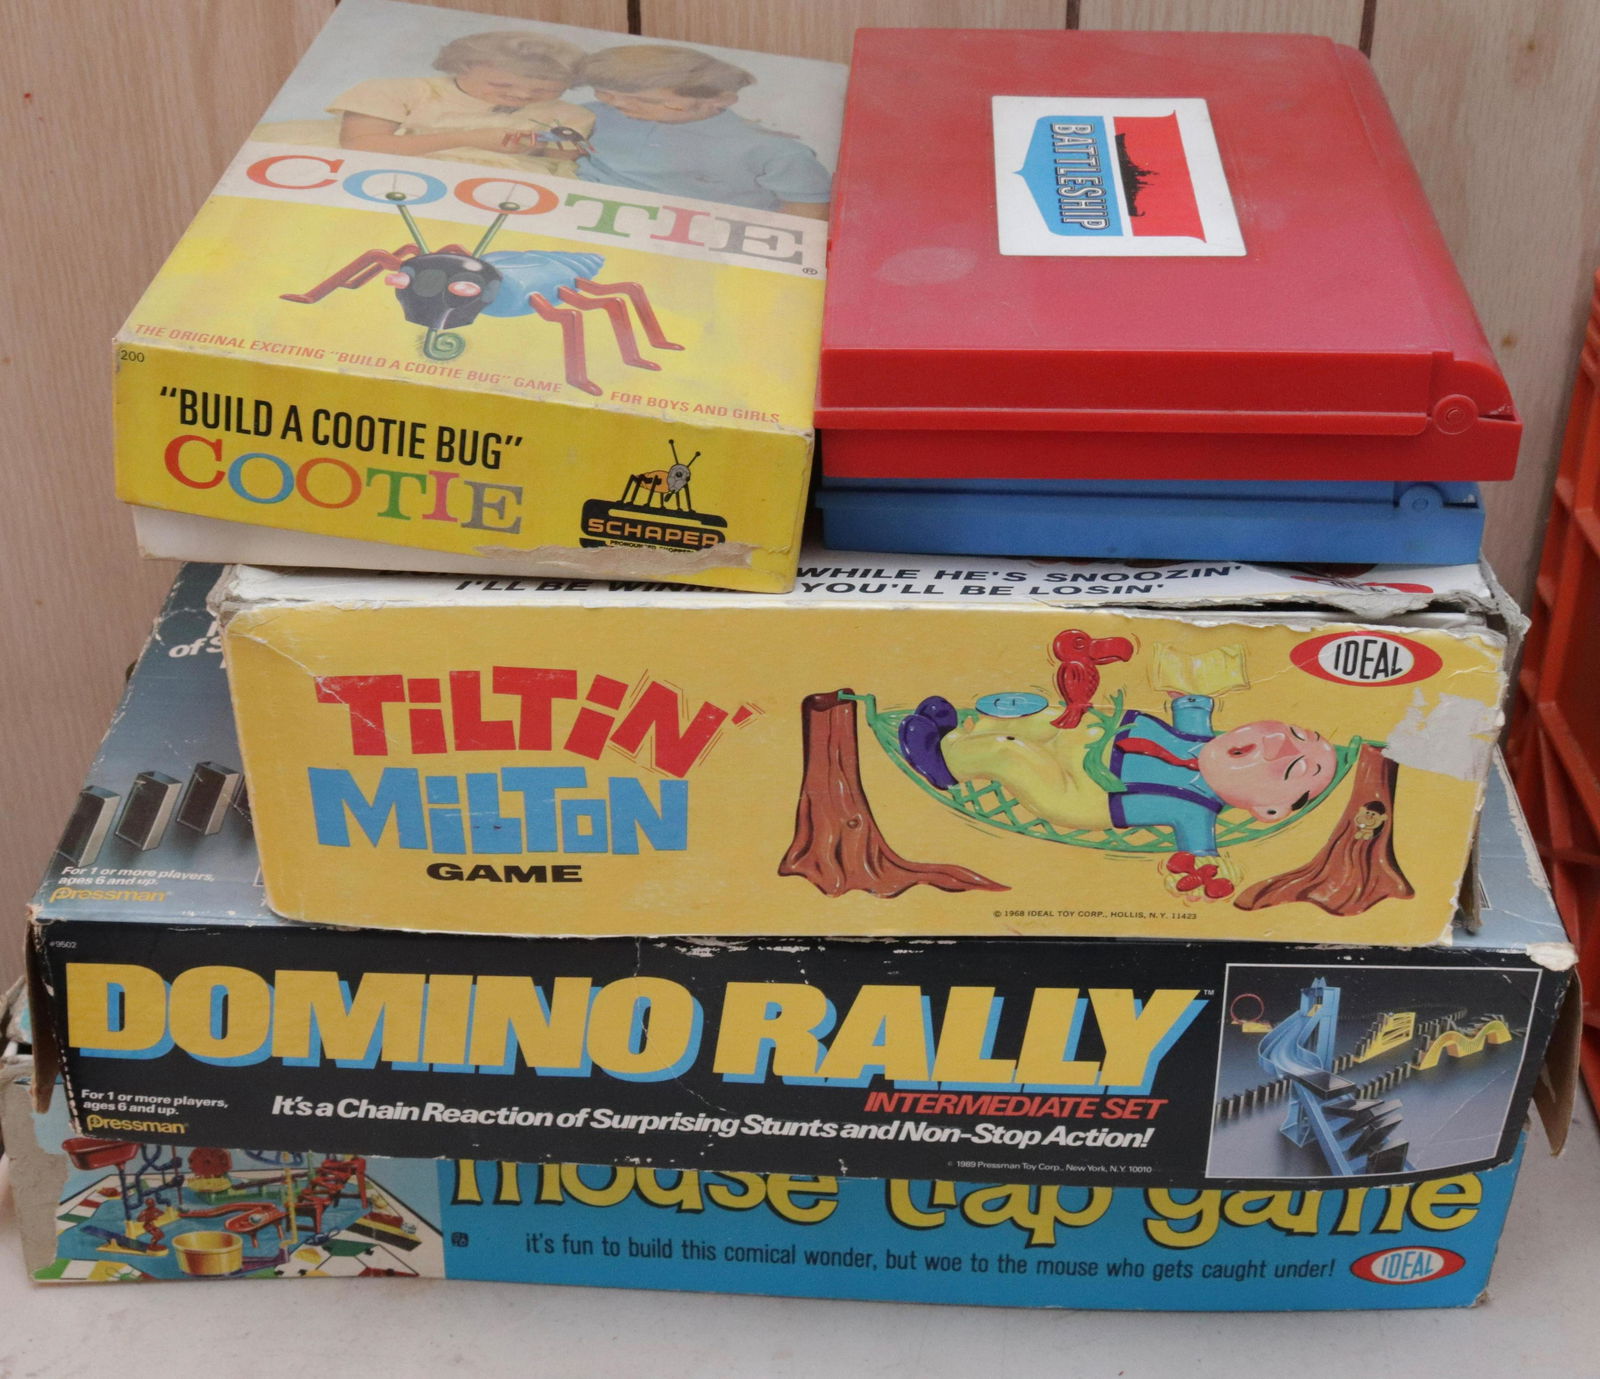 COOTIE®
THE ORIGINAL EXCITING "BUILD A COOTIE BUG" GAME
FOR BOYS AND GIRLS
200
"BUILD A COOTIE BUG"
COOTIE
SCHAPER
BATTLESHIP
WHILE HE'S SNOOZIN'
I'LL BE YOU'LL BE LOSIN'
TiLTiN'
MiLToN
GAME
IDEAL
© 1968 IDEAL TOY CORP., HOLLIS, N.Y. 11423
of
For 1 or more players,
ages 6 and up.
Pressman®
#9502
DOMINO RALLY™
INTERMEDIATE SET
For 1 or more players,
ages 6 and up.
Pressman®
It's a Chain Reaction of Surprising Stunts and Non-Stop Action!
© 1989 Pressman Toy Corp., New York, N.Y. 10010
mouse trap game
it's fun to build this comical wonder, but woe to the mouse who gets caught under!
IDEAL